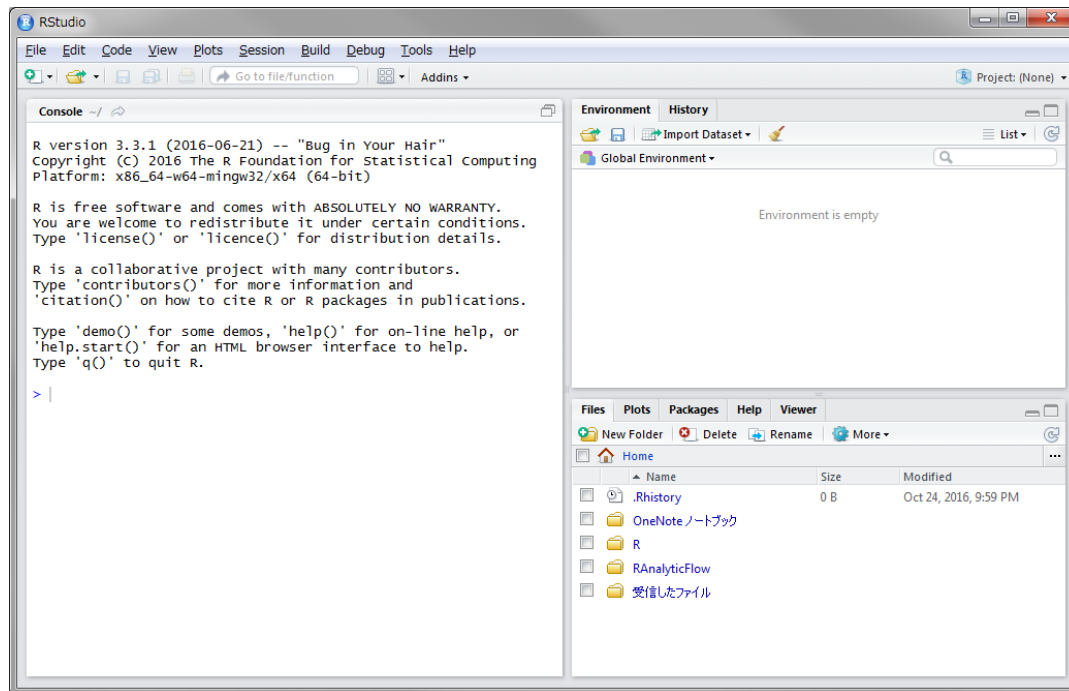 RStudio
File Edit Code View Plots Session Build Debug Tools Help
Go to file/function Addins Project: (None)
Console ~/
R version 3.3.1 (2016-06-21) -- "Bug in Your Hair"
Copyright (C) 2016 The R Foundation for Statistical Computing
Platform: x86_64-w64-mingw32/x64 (64-bit)
R is free software and comes with ABSOLUTELY NO WARRANTY.
You are welcome to redistribute it under certain conditions.
Type 'license()' or 'licence()' for distribution details.
R is a collaborative project with many contributors.
Type 'contributors()' for more information and
'citation()' on how to cite R or R packages in publications.
Type 'demo()' for some demos, 'help()' for on-line help, or
'help.start()' for an HTML browser interface to help.
Type 'q()' to quit R.
>
Environment History
Import Dataset List
Global Environment
Environment is empty
Files Plots Packages Help Viewer
New Folder Delete Rename More
Home ...
Name Size Modified
.Rhistory 0 B Oct 24, 2016, 9:59 PM
OneNote ノートブック
R
RAnalyticFlow
受信したファイル